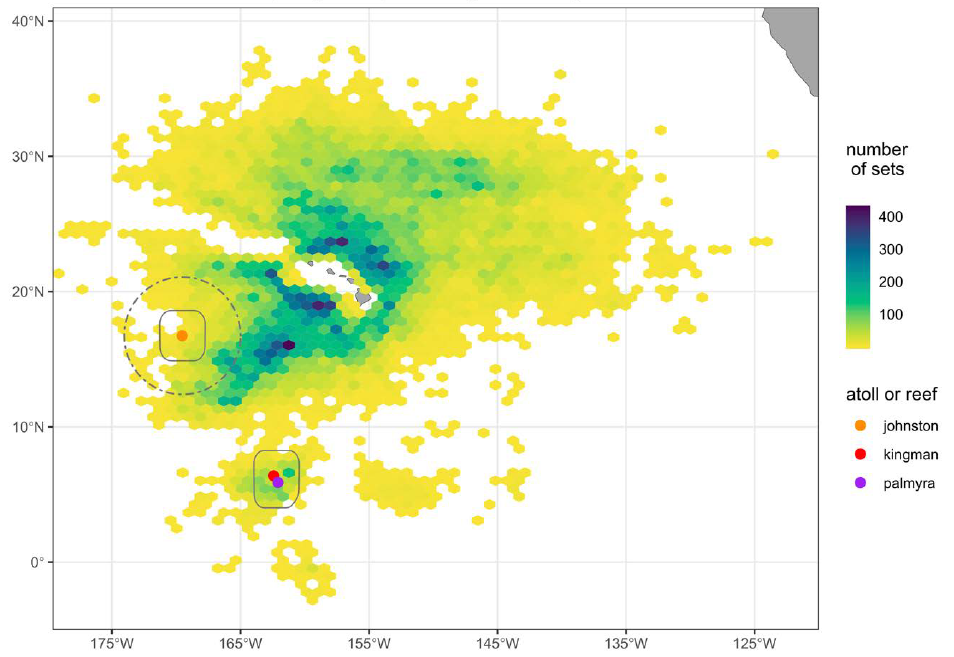 40°N
30°N
20°N
10°N
0°
175°W
165°W
155°W
145°W
135°W
125°W
number
of sets
400
300
200
100
atoll or reef
johnston
kingman
palmyra